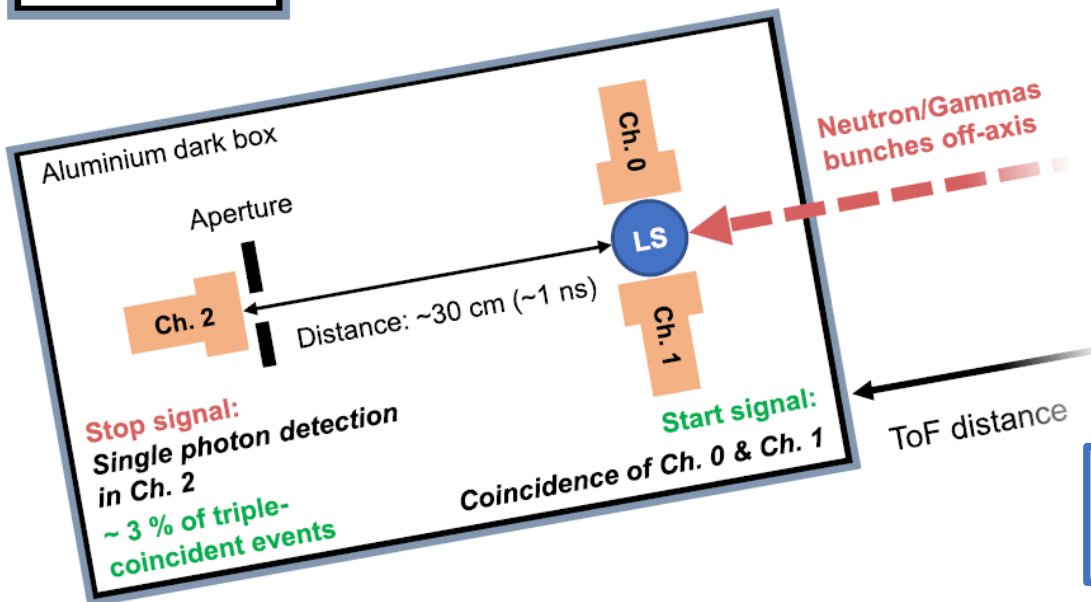 Aluminium dark box
Aperture
Ch. 0
Neutron/Gammas
bunches off-axis
LS
Ch. 2
Distance: ~30 cm (~1 ns)
Ch. 1
Stop signal:
Single photon detection
in Ch. 2
~ 3 % of triple-
coincident events
Start signal:
Coincidence of Ch. 0 & Ch. 1
ToF distance